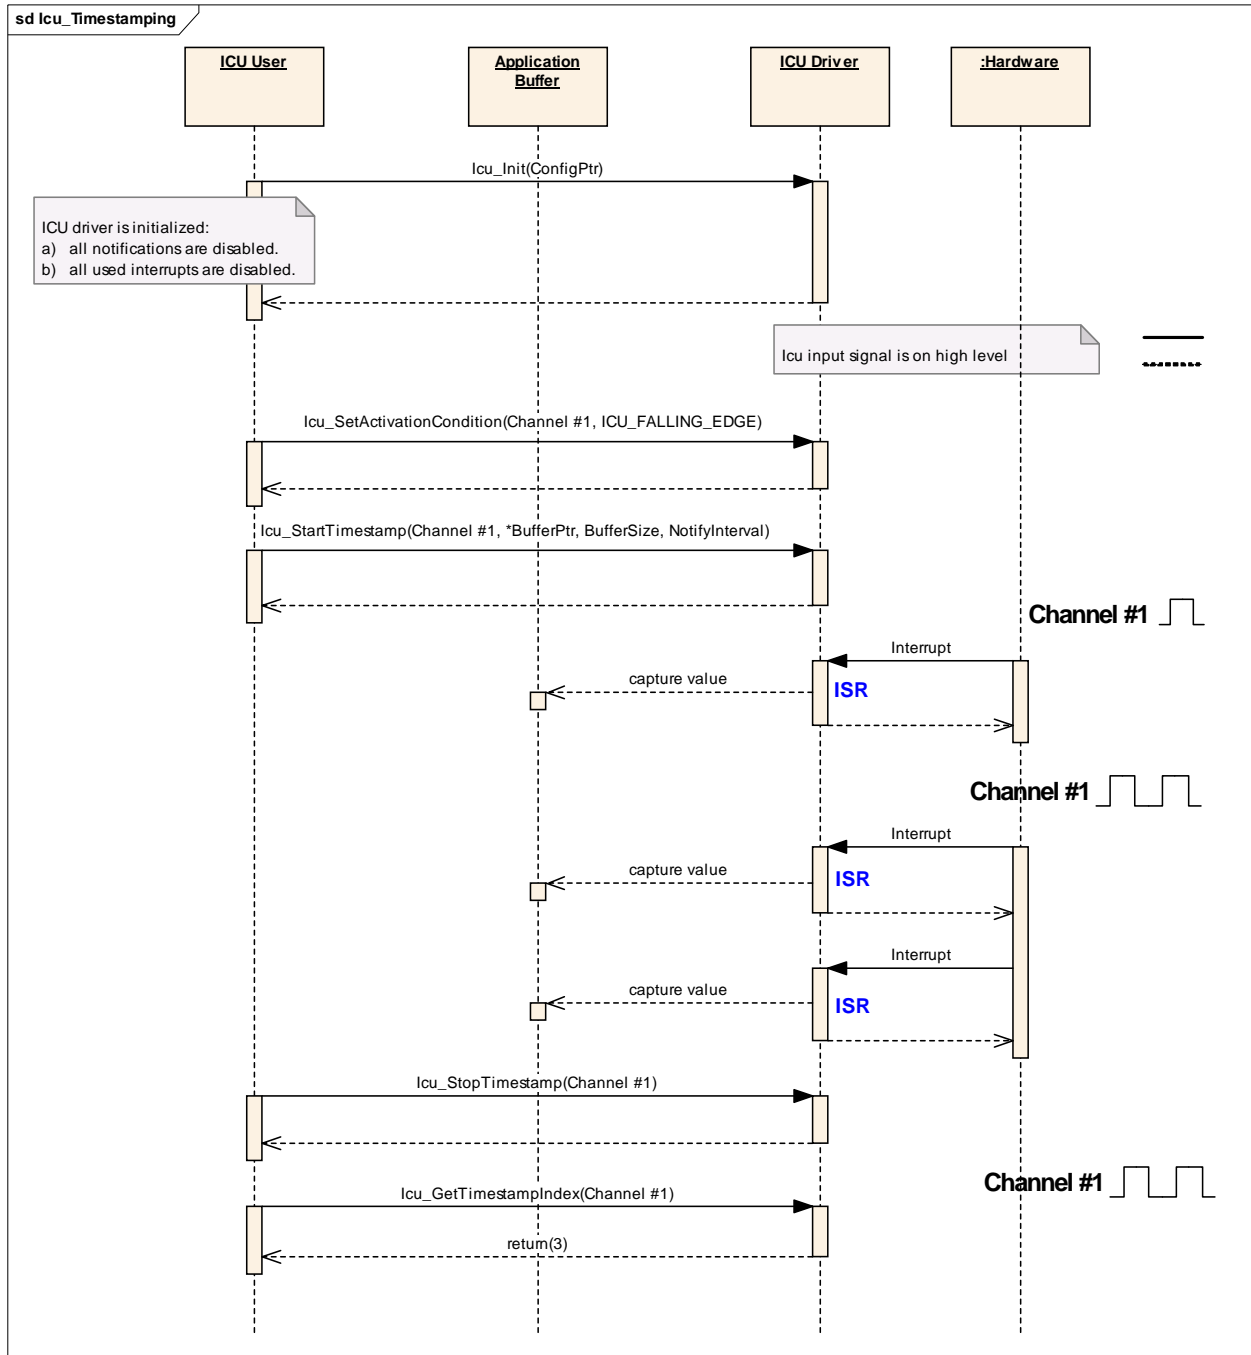 sd Icu_Timestamping
ICU User
Application
Buffer
ICU Driver
:Hardware
Icu_Init(ConfigPtr)
ICU driver is initialized:
a) all notifications are disabled.
b) all used interrupts are disabled.
Icu input signal is on high level
Icu_SetActivationCondition(Channel #1, ICU_FALLING_EDGE)
Icu_StartTimestamp(Channel #1, *BufferPtr, BufferSize, NotifyInterval)
Channel #1
Interrupt
capture value
ISR
Channel #1
Interrupt
capture value
ISR
Interrupt
capture value
ISR
Icu_StopTimestamp(Channel #1)
Channel #1
Icu_GetTimestampIndex(Channel #1)
return(3)